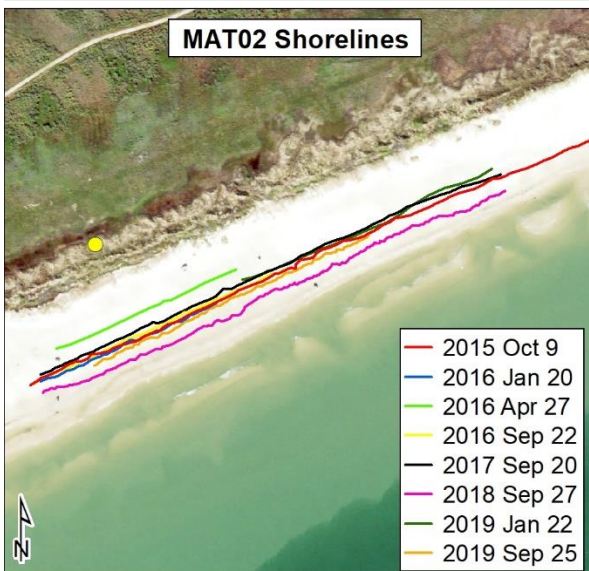 MAT02 Shorelines
2015 Oct 9
2016 Jan 20
2016 Apr 27
2016 Sep 22
2017 Sep 20
2018 Sep 27
2019 Jan 22
2019 Sep 25
N